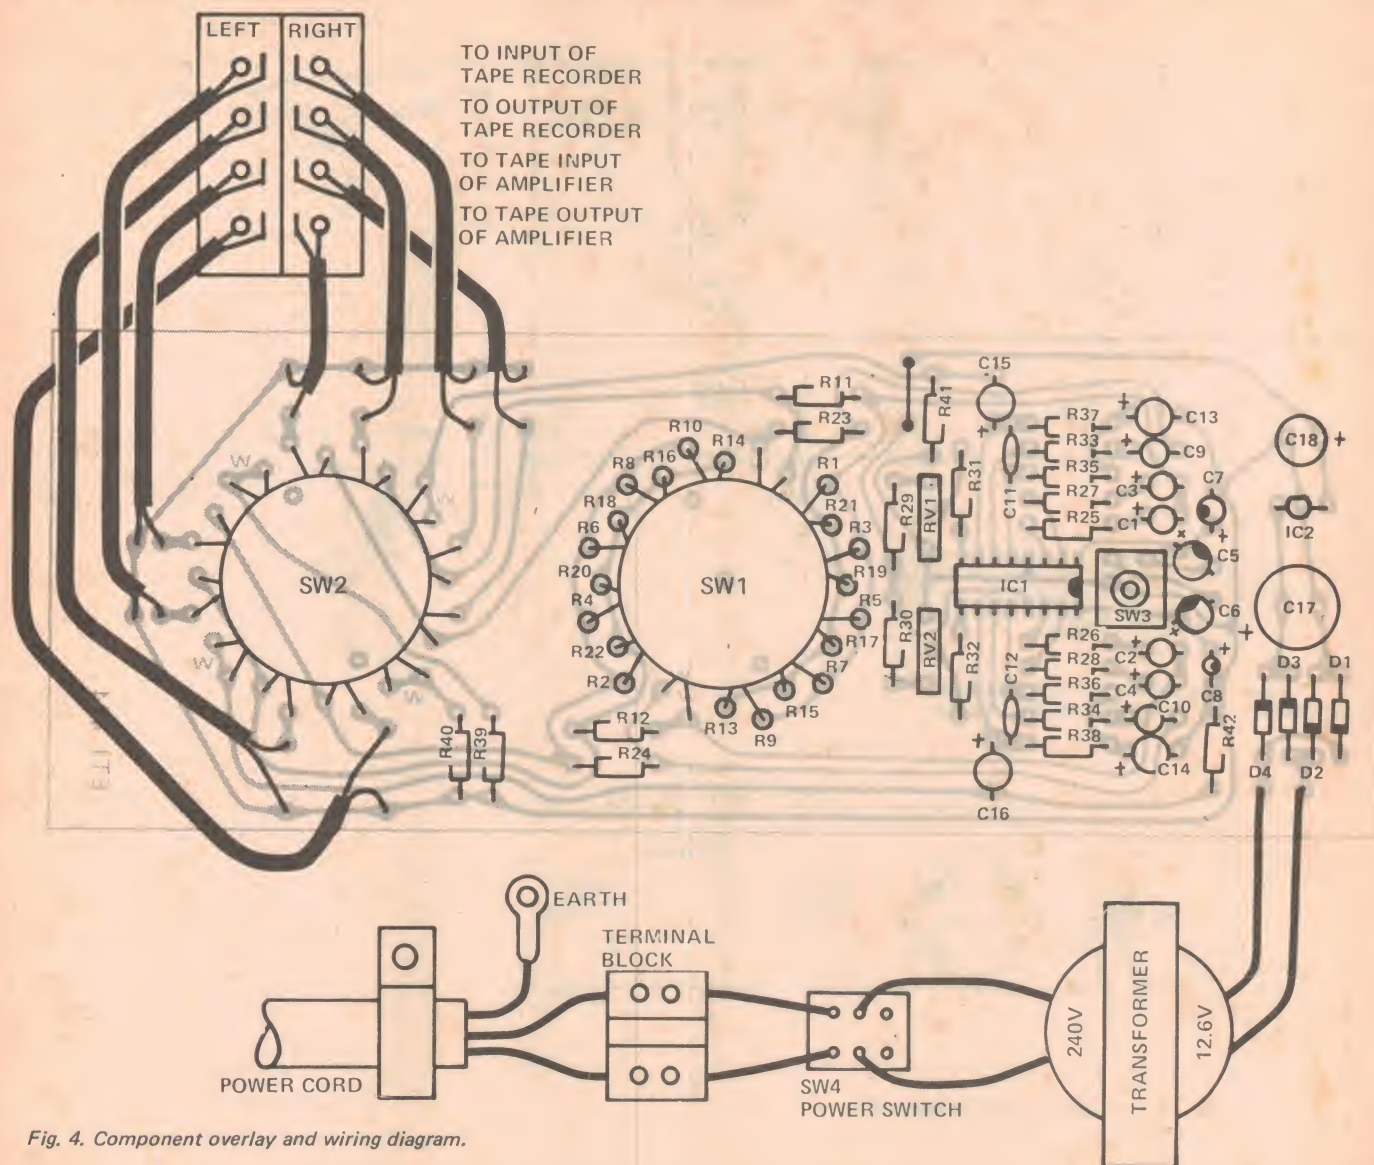 LEFT RIGHT
TO INPUT OF
TAPE RECORDER
TO OUTPUT OF
TAPE RECORDER
TO TAPE INPUT
OF AMPLIFIER
TO TAPE OUTPUT
OF AMPLIFIER
C15
R11
R41
R37
+ C13
R23
R33
+ C9
C18 +
R10
R14
R16
R8
R1
R31
C11
R35
+ C3
C7
R18
R21
R29
RV1
R27
+ C1
IC2
R6
R3
R25
+ C5
R20
R19
SW2
SW1
IC1
SW3
C17
R4
R5
R30
C6
+
R22
R17
RV2
R32
R26
+ C2
+
R2
R7
C12
R28
+ C4
C8
D3 D1
R13
R15
R36
C10
R9
R34
R42
R12
R38
+ C14
R40
R39
R24
D4 D2
+
C16
W
W
W
W
ETI
EARTH
TERMINAL
BLOCK
POWER CORD
SW4
POWER SWITCH
240V
TRANSFORMER
12.6V
Fig. 4. Component overlay and wiring diagram.